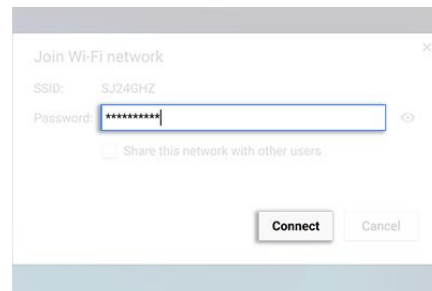 Join Wi-Fi network
SSID: SJ24GHZ
Password: **********
Share this network with other users
Connect Cancel